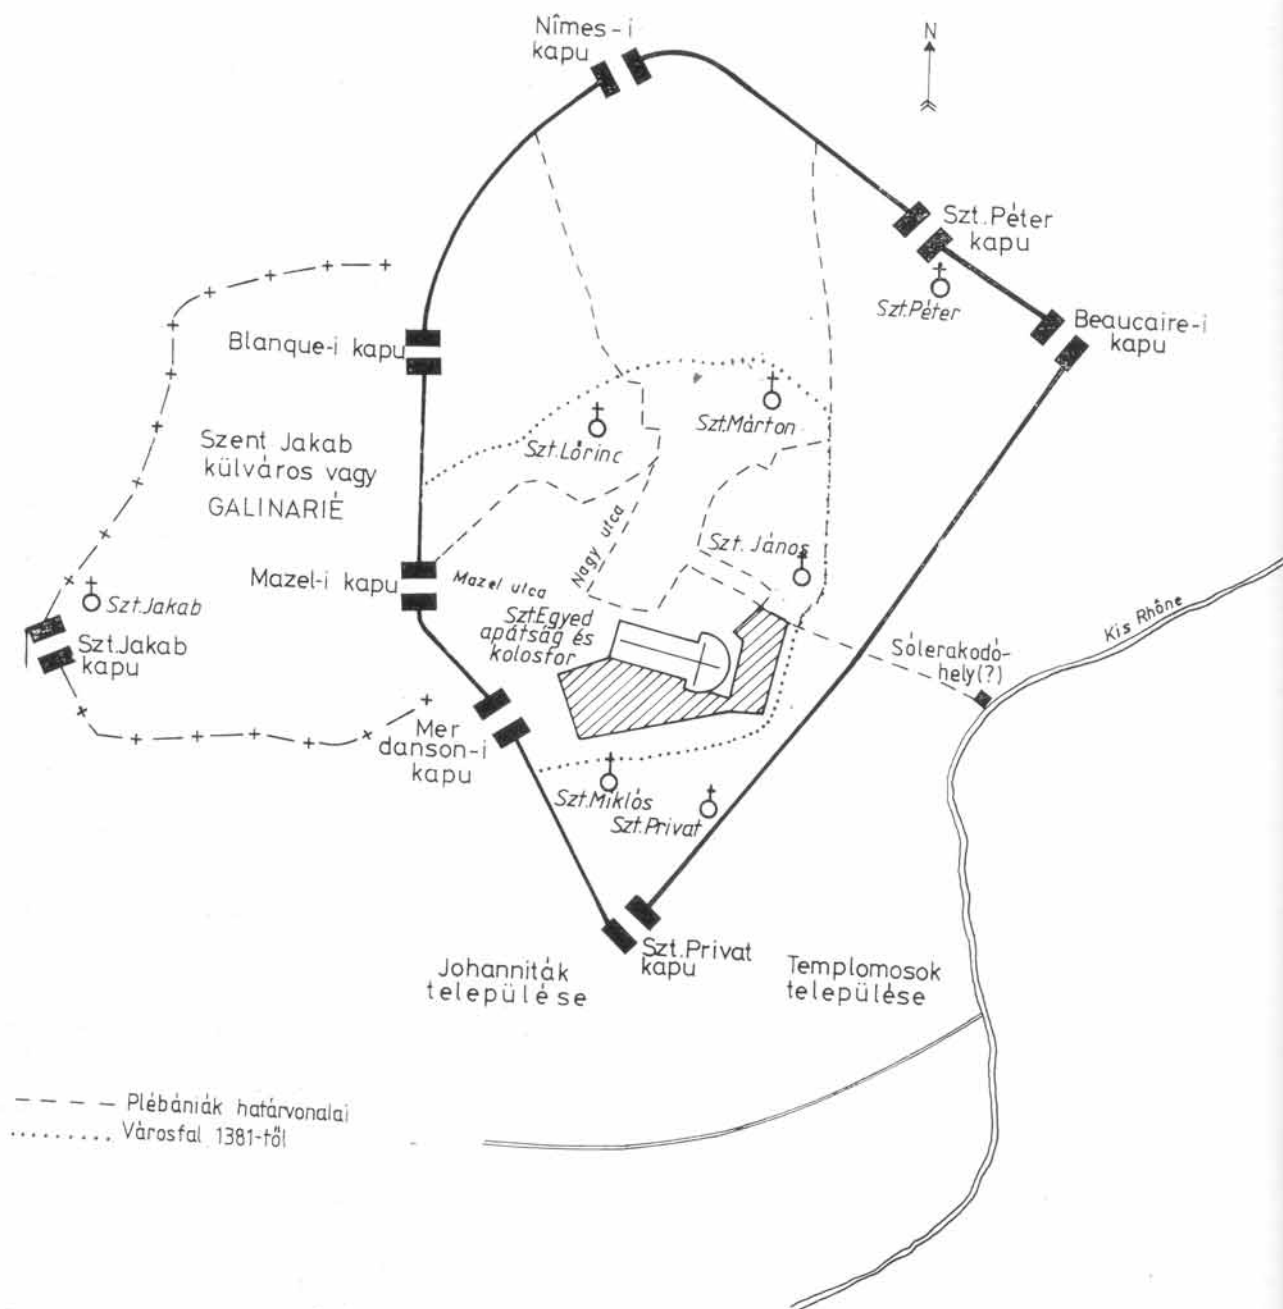 Nîmes-i
kapu
N
Szt.Péter
kapu
Szt.Péter
Beaucaire-i
kapu
Blanque-i kapu
Szt.Márton
Szt.Lőrinc
Szent Jakab
külváros vagy
GALINARIÉ
Nagy utca
Szt. János
Mazel-i kapu
Mazel utca
Szt.Jakab
Szt.Jakab
kapu
Szt.Egyed
apátság és
kolostor
Kis Rhône
Sólerakodó-
hely(?)
Mer
danson-i
kapu
Szt.Miklós
Szt.Privat
Szt.Privat
kapu
Johanniták
települése
Templomosok
települése
Plébániák határvonalai
Városfal 1381-től